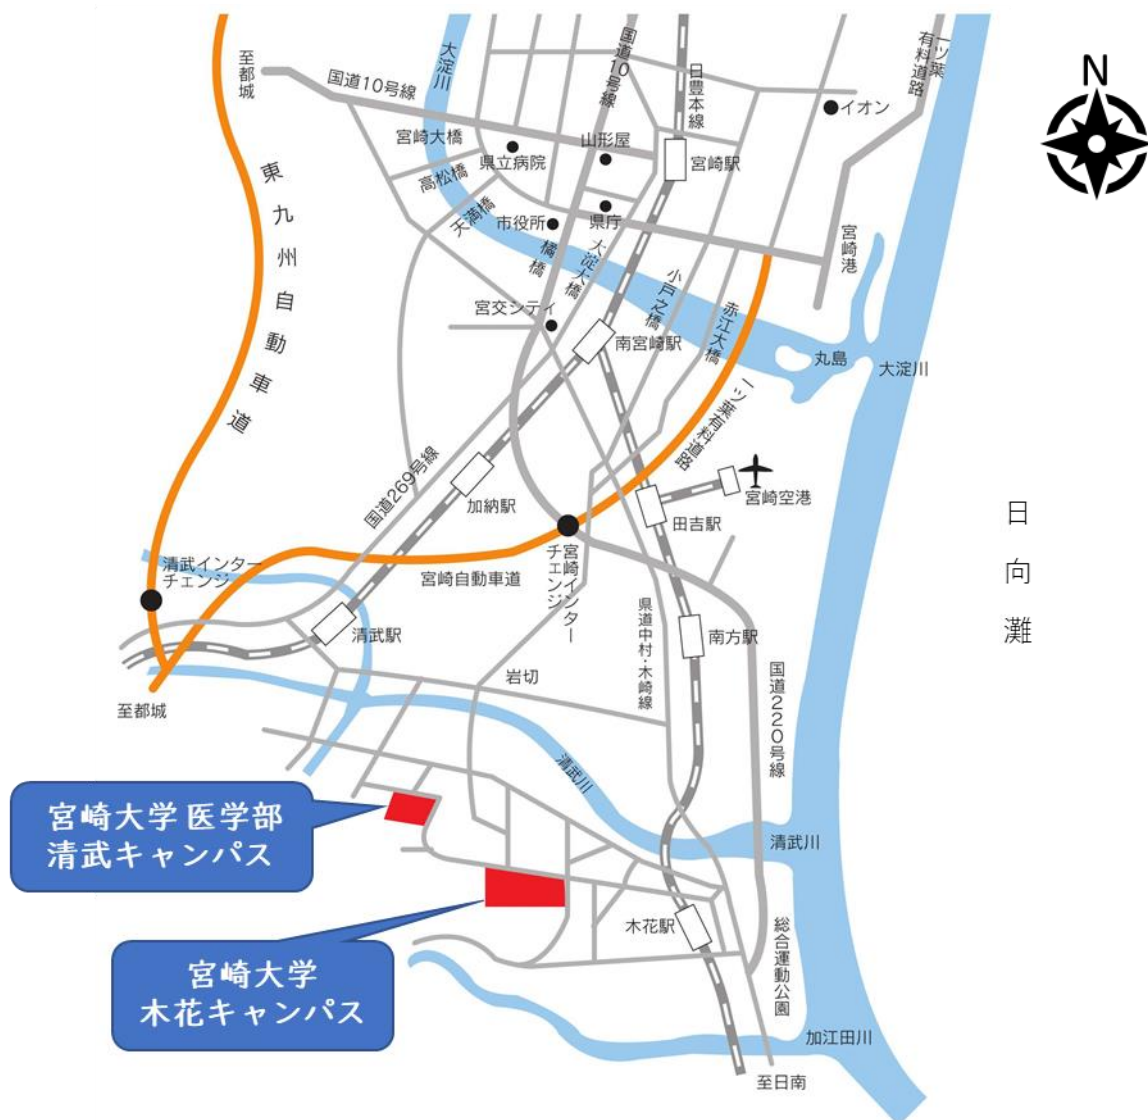 一ツ葉
有料道路
N
大淀川
国道10号線
日豊本線
至都城
国道10号線
イオン
宮崎大橋
山形屋
県立病院
宮崎駅
高松橋
東九州自動車道
天満橋
市役所
県庁
橘橋
大淀大橋
宮崎港
小戸之橋
赤江大橋
宮交シティ
南宮崎駅
丸島
大淀川
一ツ葉有料道路
国道269号線
加納駅
宮崎空港
田吉駅
日向灘
清武インター
チェンジ
宮崎自動車道
宮崎インター
チェンジ
県道中村・木崎線
清武駅
南方駅
岩切
国道220号線
至都城
清武川
宮崎大学 医学部
清武キャンパス
清武川
木花駅
総合運動公園
宮崎大学
木花キャンパス
加江田川
至日南